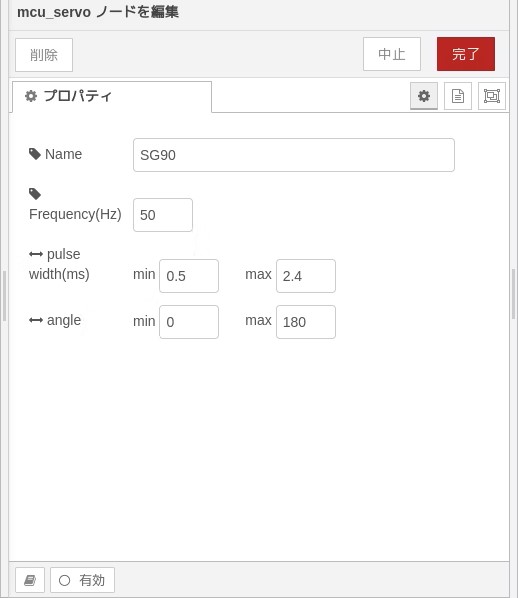 mcu_servo ノードを編集
削除
中止
完了
プロパティ
Name
SG90
Frequency(Hz)
50
pulse
width(ms)
min 0.5 max 2.4
angle min 0 max 180
有効